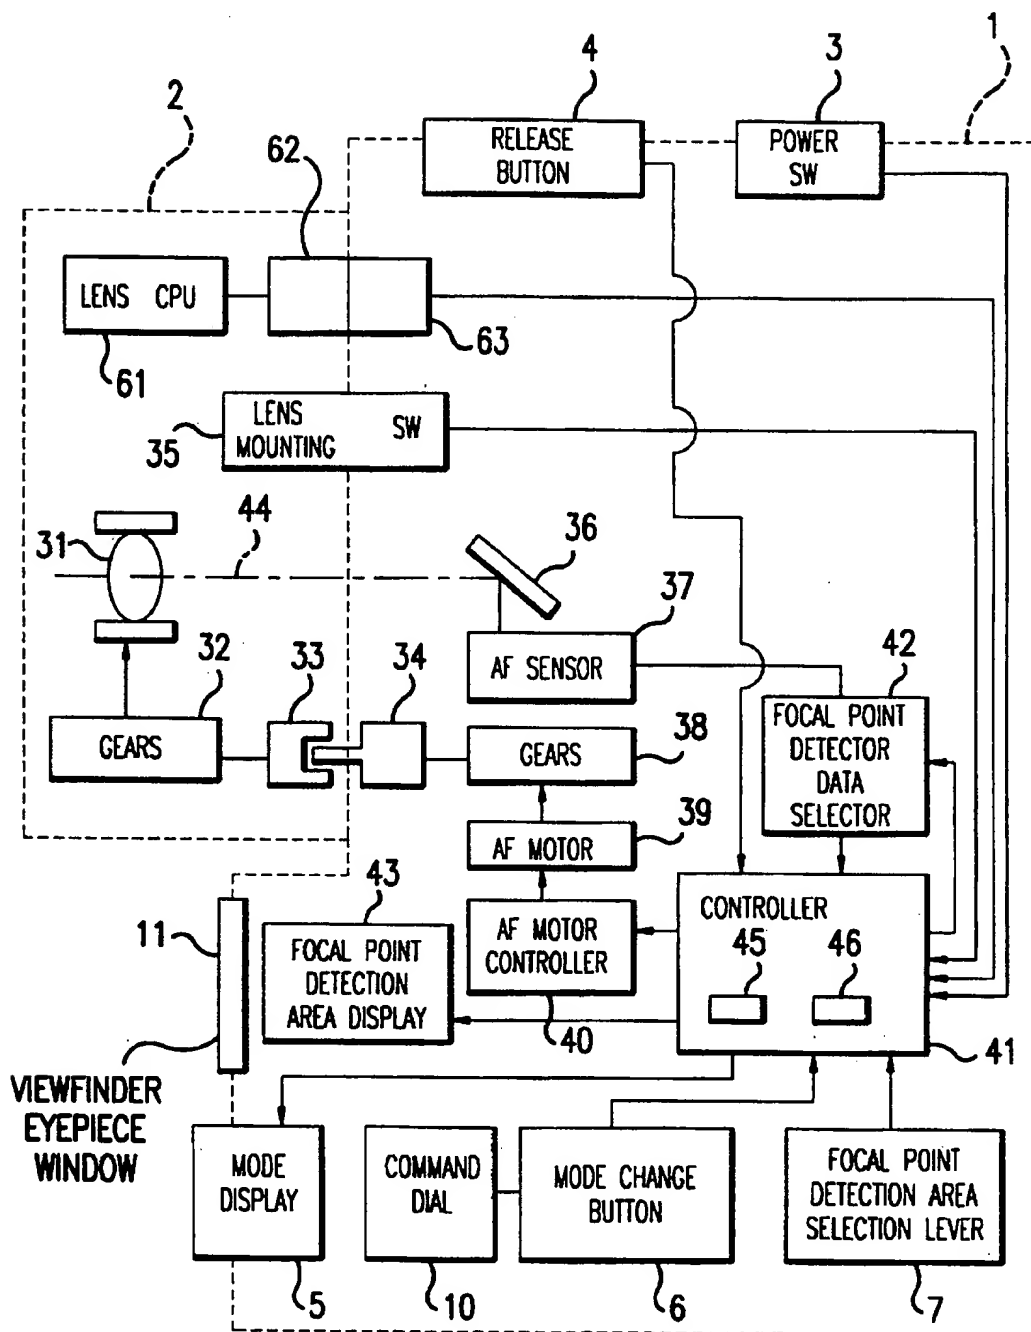 1
4
3
2
RELEASE
BUTTON
POWER
SW
62
LENS CPU
61
63
LENS
MOUNTING SW
35
44
36
31
37
AF SENSOR
32
33
34
42
GEARS
GEARS
38
FOCAL POINT
DETECTOR
DATA
SELECTOR
39
AF MOTOR
43
CONTROLLER
11
AF MOTOR
CONTROLLER
45
46
FOCAL POINT
DETECTION
AREA DISPLAY
40
41
VIEWFINDER
EYEPIECE
WINDOW
MODE
DISPLAY
COMMAND
DIAL
MODE CHANGE
BUTTON
FOCAL POINT
DETECTION AREA
SELECTION LEVER
5
10
6
7